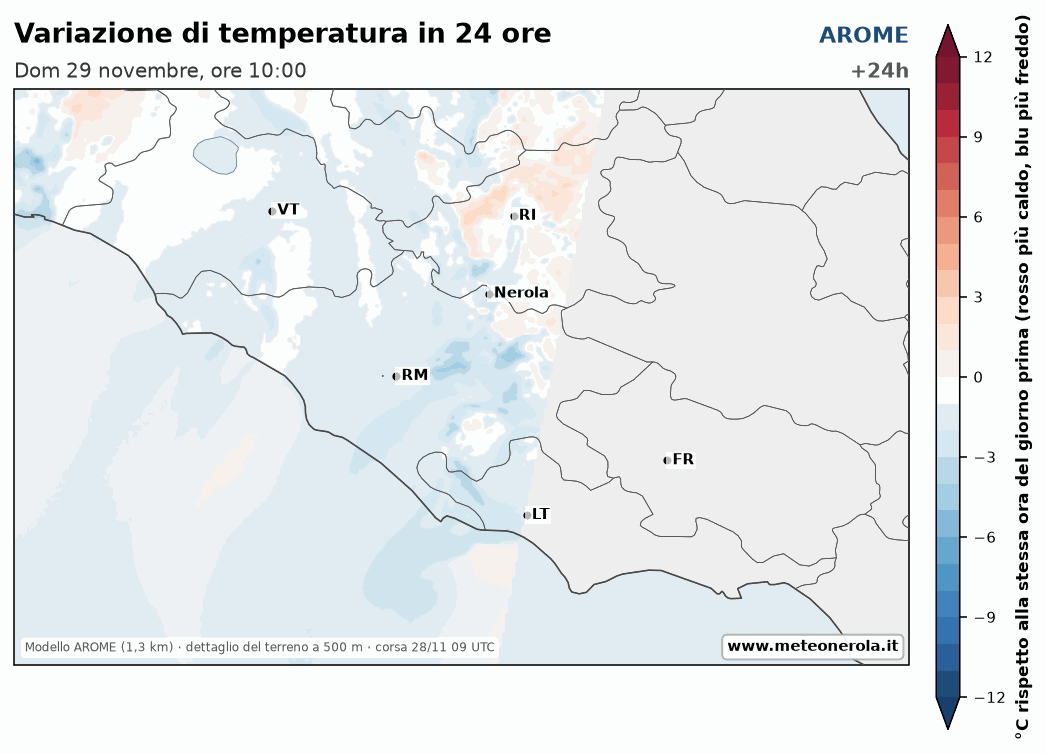 Variazione di temperatura in 24 ore
AROME
Dom 29 novembre, ore 10:00
+24h
VT
RI
Nerola
RM
FR
LT
Modello AROME (1,3 km) · dettaglio del terreno a 500 m · corsa 28/11 09 UTC
www.meteonerola.it
12
9
6
3
0
−3
−6
−9
−12
°C rispetto alla stessa ora del giorno prima (rosso più caldo, blu più freddo)